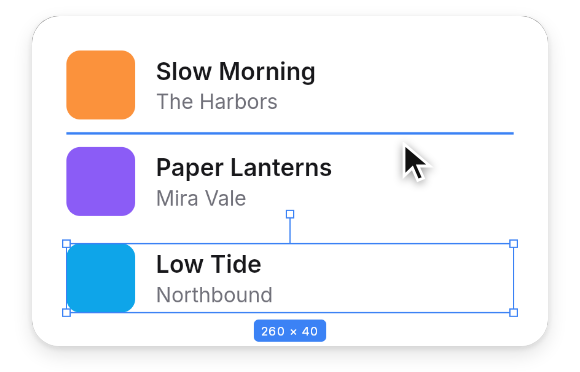 Slow Morning
The Harbors
Paper Lanterns
Mira Vale
Low Tide
Northbound
260 × 40